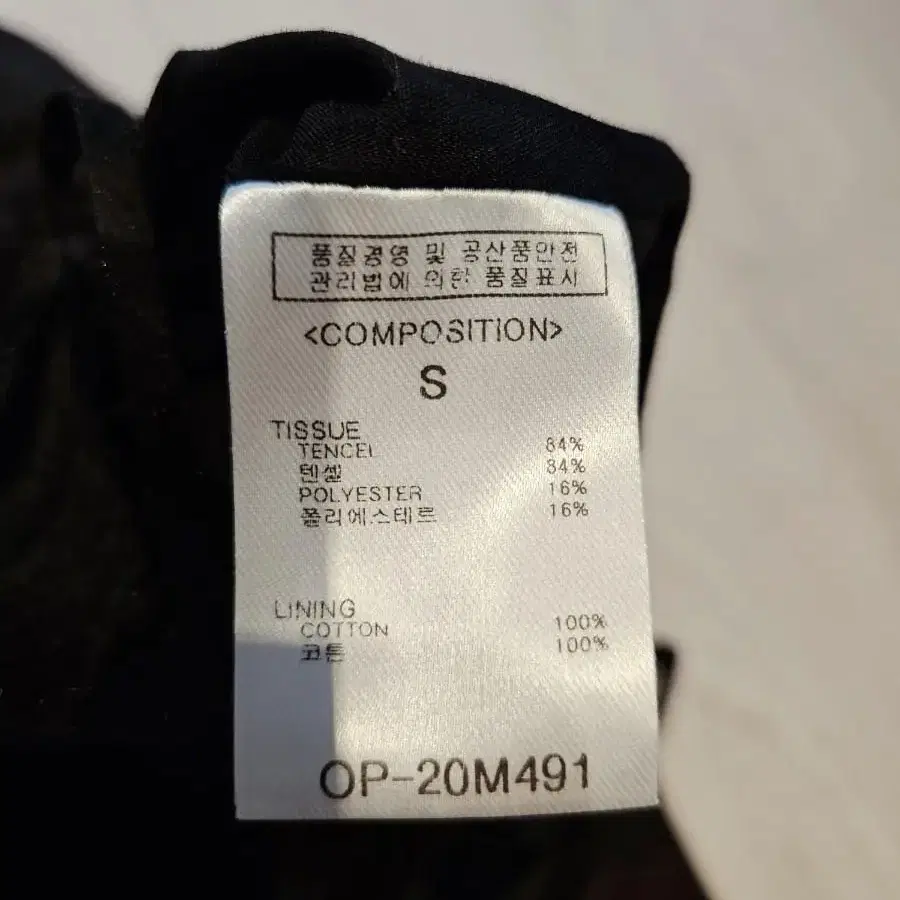 품질경영 및 공산품안전
관리법에 의한 품질표시
<COMPOSITION>
S
TISSUE
TENCEL 84%
텐셀 84%
POLYESTER 16%
폴리에스테르 16%
LINING
COTTON 100%
코튼 100%
OP-20M491